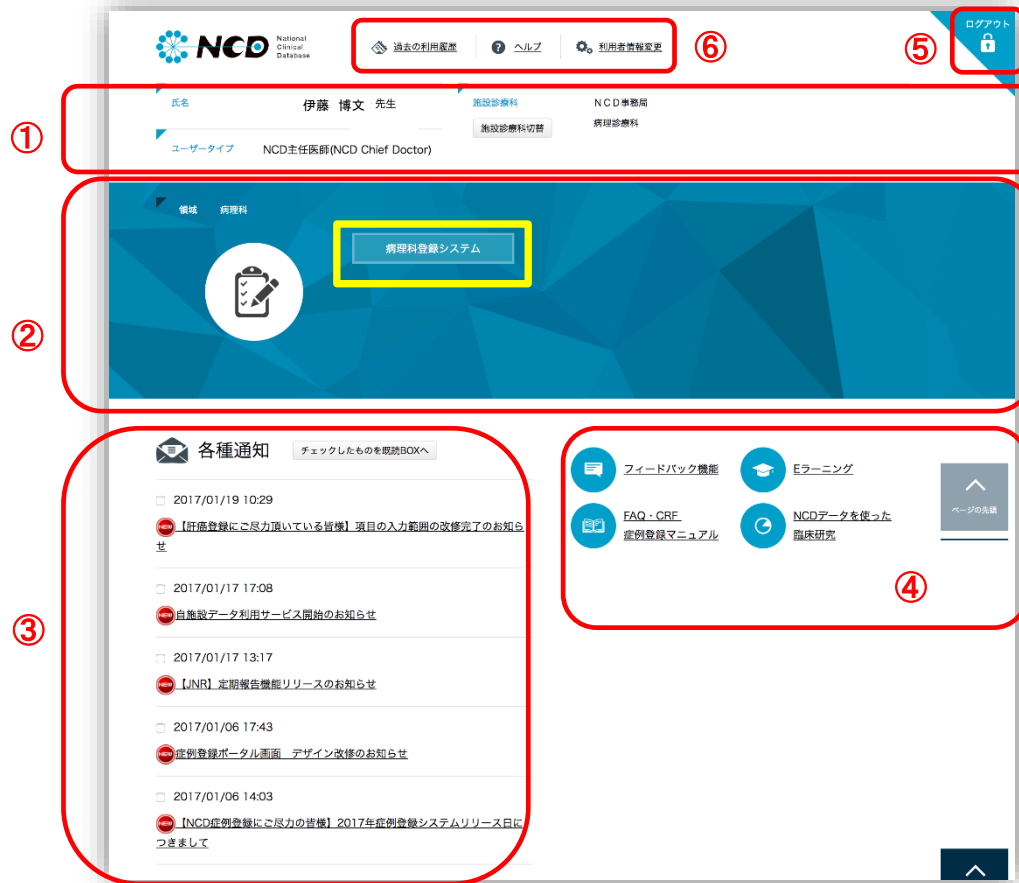 NCD National
Clinical
Database
過去の利用履歴
ヘルプ
利用者情報変更
⑥
⑤
ログアウト
①
氏名 伊藤 博文 先生
施設診療科 NCD事務局
施設診療科切替 病理診療科
ユーザータイプ NCD主任医師(NCD Chief Doctor)
②
領域 病理科
病理科登録システム
③
各種通知 チェックしたものを既読BOXへ
2017/01/19 10:29
NEW 【肝癌登録にご尽力頂いている皆様】項目の入力範囲の改修完了のお知ら
せ
2017/01/17 17:08
NEW 自施設データ利用サービス開始のお知らせ
2017/01/17 13:17
NEW 【JNR】定期報告機能リリースのお知らせ
2017/01/06 17:43
NEW 症例登録ポータル画面 デザイン改修のお知らせ
2017/01/06 14:03
NEW 【NCD症例登録にご尽力の皆様】2017年症例登録システムリリース日に
つきまして
フィードバック機能
Eラーニング
FAQ・CRF
症例登録マニュアル
NCDデータを使った
臨床研究
④
ページの先頭